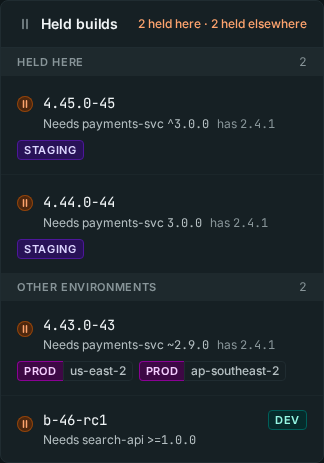 Held builds 2 held here · 2 held elsewhere
HELD HERE 2
4.45.0-45
Needs payments-svc ^3.0.0 has 2.4.1
STAGING
4.44.0-44
Needs payments-svc 3.0.0 has 2.4.1
STAGING
OTHER ENVIRONMENTS 2
4.43.0-43
Needs payments-svc ~2.9.0 has 2.4.1
PROD us-east-2 PROD ap-southeast-2
b-46-rc1 DEV
Needs search-api >=1.0.0